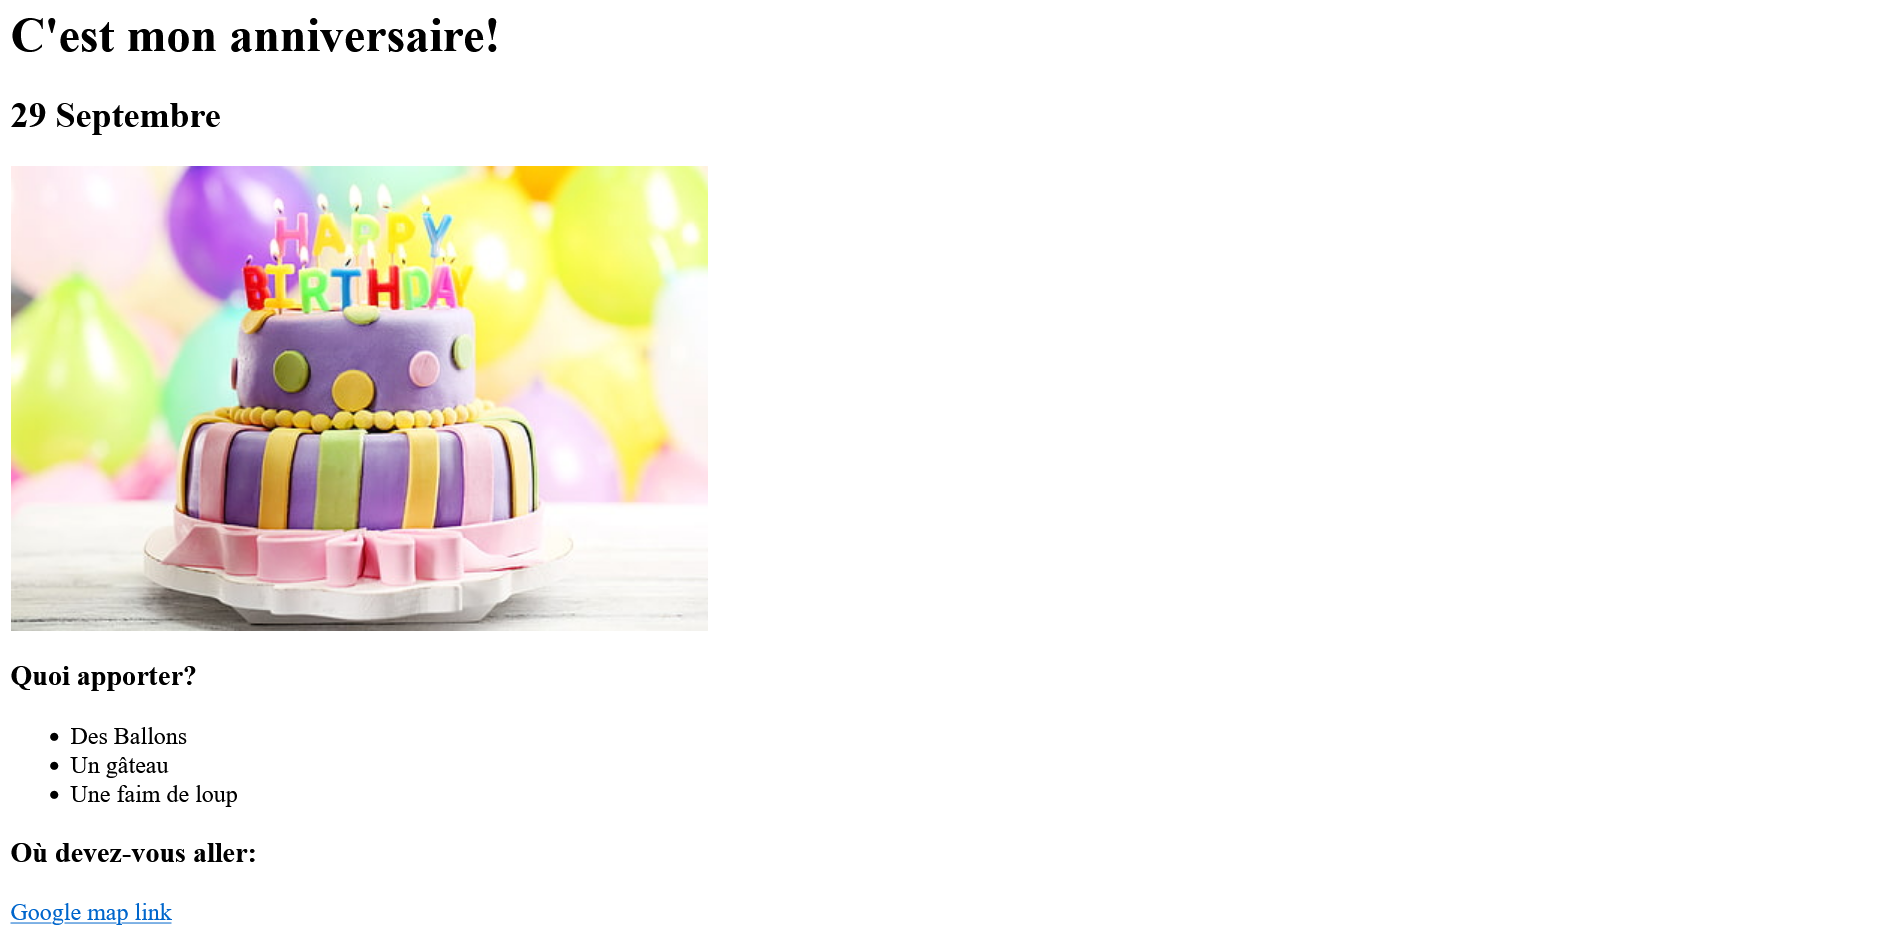 C'est mon anniversaire!
29 Septembre
HAPPY
BIRTHDAY
Quoi apporter?
Des Ballons
Un gâteau
Une faim de loup
Où devez-vous aller:
Google map link